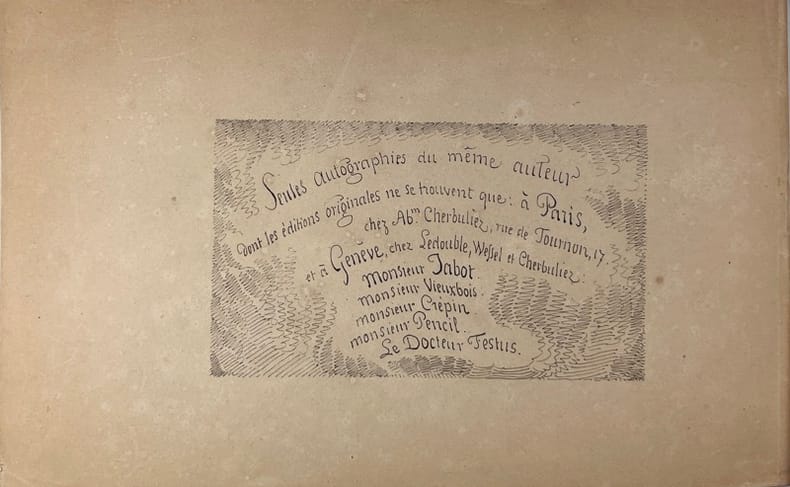 Seules autographies du même auteur
dont les éditions originales ne se trouvent que: à Paris,
chez Abm. Cherbuliez, rue de Tournon, 17
et à Genève, chez Ledouble, Wessel et Cherbuliez.
Monsieur Jabot.
monsieur Vieuxbois.
monsieur Crépin.
monsieur Pencil.
Le Docteur Festus.